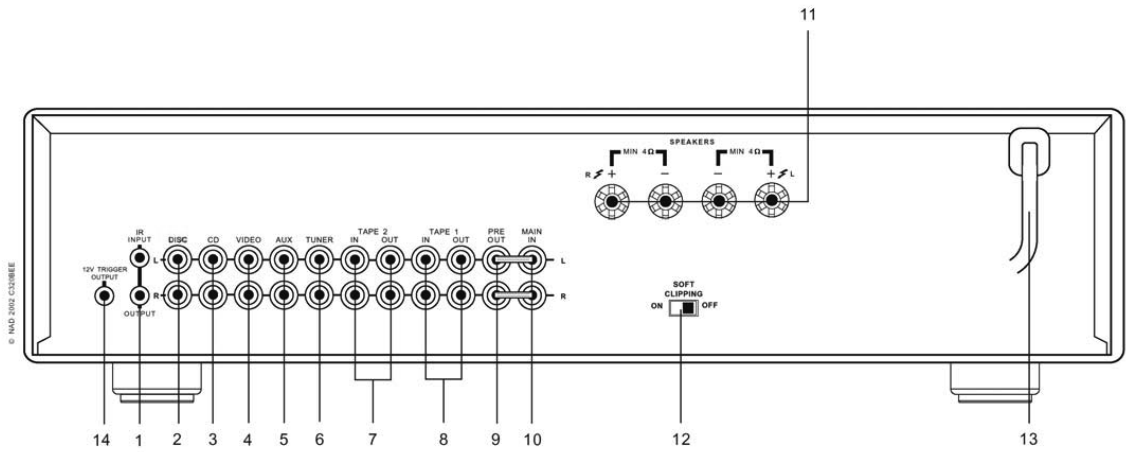 11
SPEAKERS
MIN 4Ω MIN 4Ω
R + − − + L
IR
INPUT
DISC CD VIDEO AUX TUNER
TAPE 2
IN OUT
TAPE 1
IN OUT
PRE
OUT
MAIN
IN
L L
12V TRIGGER
OUTPUT
R R
OUTPUT
SOFT
CLIPPING
ON OFF
© NAD 2002 C320BEE
14 1 2 3 4 5 6 7 8 9 10 12 13